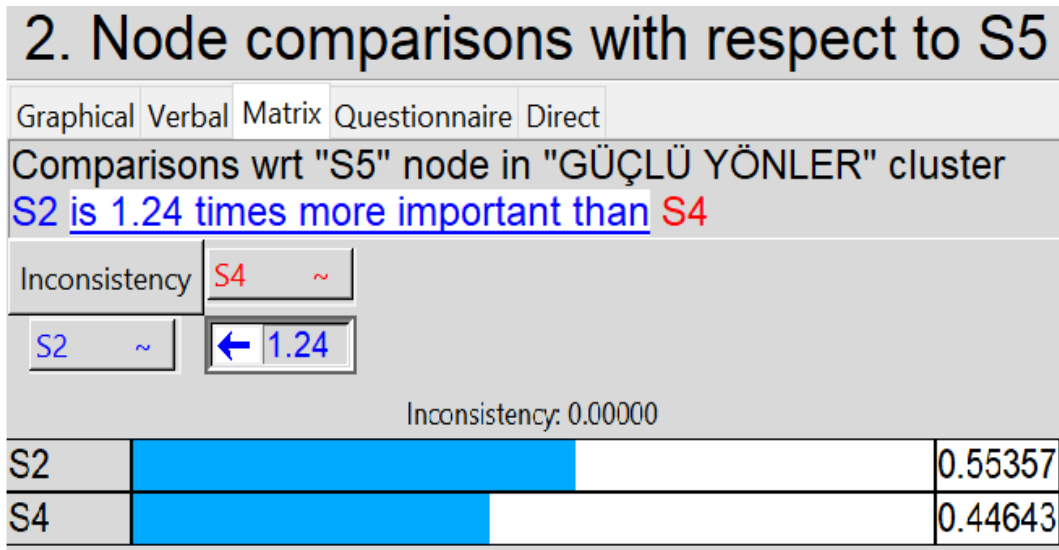 2. Node comparisons with respect to S5
Graphical Verbal Matrix Questionnaire Direct
Comparisons wrt "S5" node in "GÜÇLÜ YÖNLER" cluster
S2 is 1.24 times more important than S4
Inconsistency S4 ~
S2 ~ 1.24
Inconsistency: 0.00000
S2 0.55357
S4 0.44643